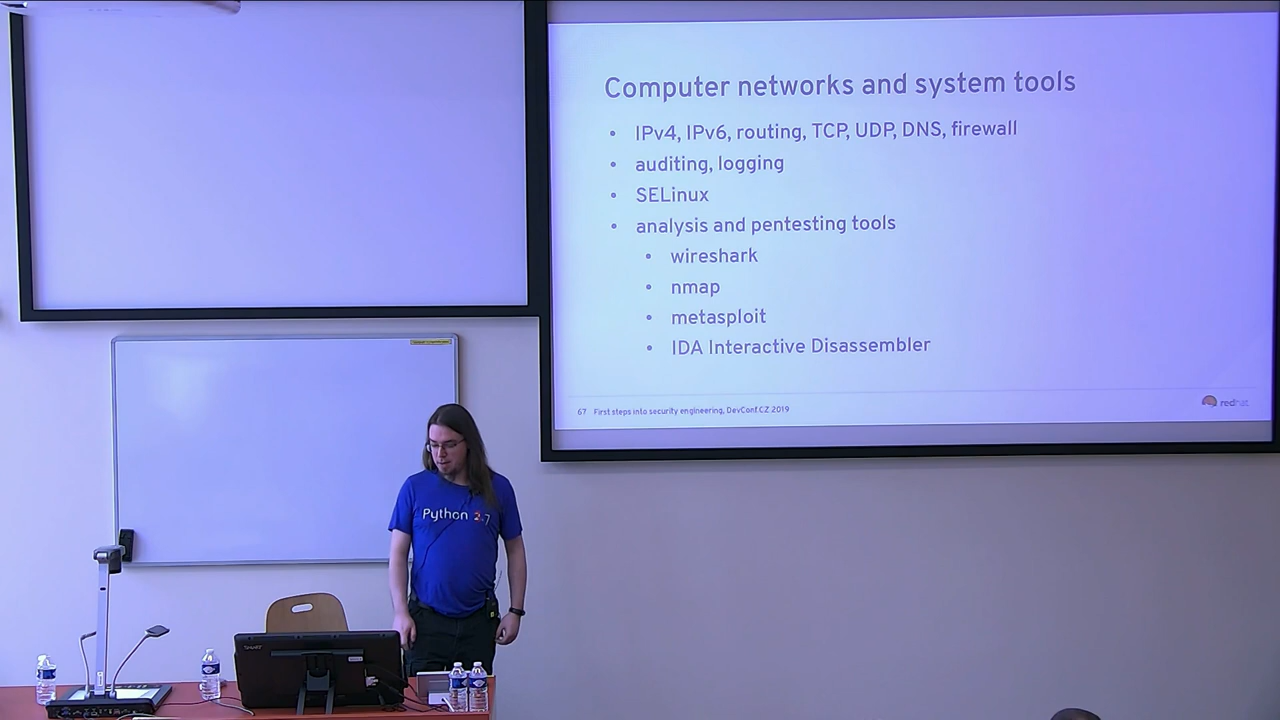 Computer networks and system tools
• IPv4, IPv6, routing, TCP, UDP, DNS, firewall
• auditing, logging
• SELinux
• analysis and pentesting tools
• wireshark
• nmap
• metasploit
• IDA Interactive Disassembler
67 First steps into security engineering, DevConf.CZ 2019
redhat
Python 2.7